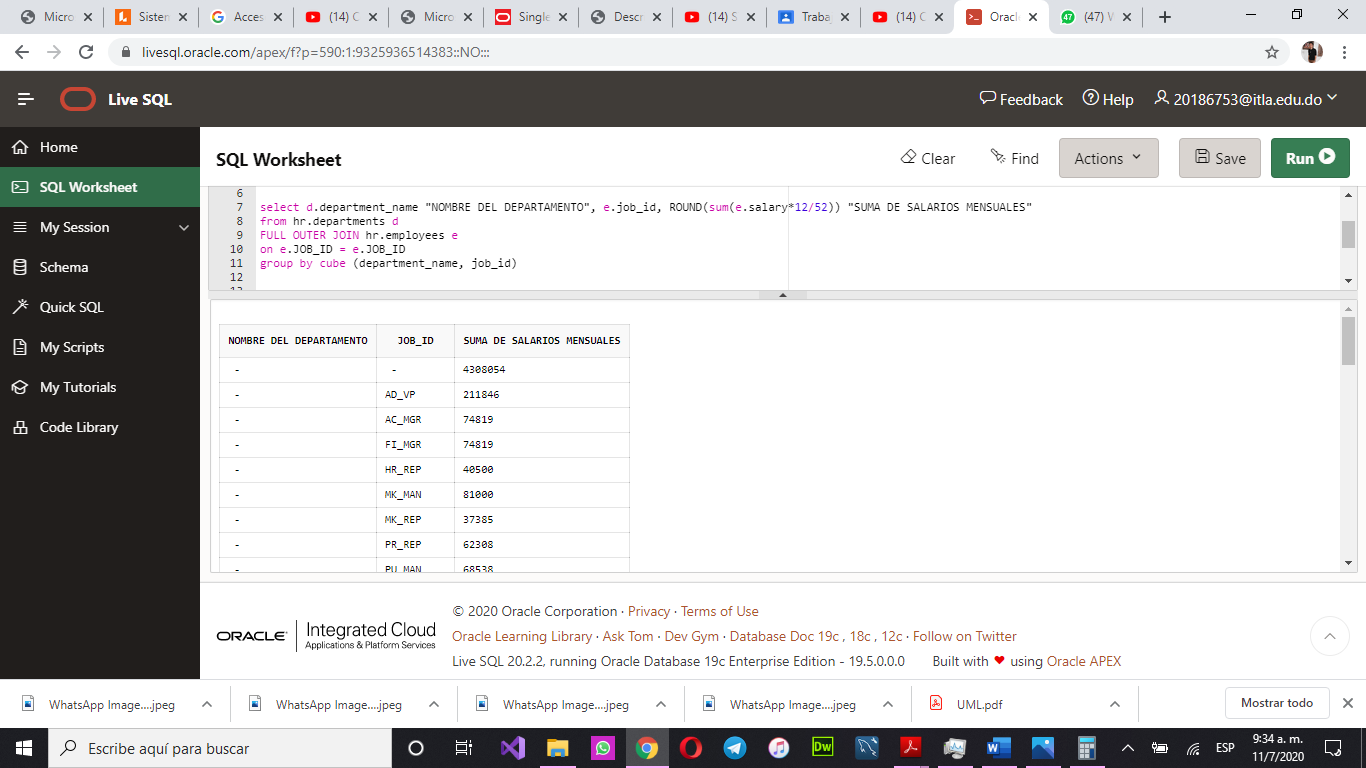 Micro
Sistem
Acces
(14) C
Micro
Single
Descr
(14) S
Traba
(14) C
Oracle
(47) W
livesql.oracle.com/apex/f?p=590:1:9325936514383::NO:::
Live SQL
Feedback
Help
20186753@itla.edu.do
Home
SQL Worksheet
My Session
Schema
Quick SQL
My Scripts
My Tutorials
Code Library
SQL Worksheet
Clear
Find
Actions
Save
Run
6
7 select d.department_name "NOMBRE DEL DEPARTAMENTO", e.job_id, ROUND(sum(e.salary*12/52)) "SUMA DE SALARIOS MENSUALES"
8 from hr.departments d
9 FULL OUTER JOIN hr.employees e
10 on e.JOB_ID = e.JOB_ID
11 group by cube (department_name, job_id)
12
NOMBRE DEL DEPARTAMENTO JOB_ID SUMA DE SALARIOS MENSUALES
- - 4308054
- AD_VP 211846
- AC_MGR 74819
- FI_MGR 74819
- HR_REP 40500
- MK_MAN 81000
- MK_REP 37385
- PR_REP 62308
- PU_MAN 68538
ORACLE Integrated Cloud
Applications & Platform Services
© 2020 Oracle Corporation · Privacy · Terms of Use
Oracle Learning Library · Ask Tom · Dev Gym · Database Doc 19c , 18c , 12c · Follow on Twitter
Live SQL 20.2.2, running Oracle Database 19c Enterprise Edition - 19.5.0.0.0 Built with ❤ using Oracle APEX
WhatsApp Image....jpeg
WhatsApp Image....jpeg
WhatsApp Image....jpeg
WhatsApp Image....jpeg
UML.pdf
Mostrar todo
Escribe aquí para buscar
Dw
ESP
9:34 a. m.
11/7/2020